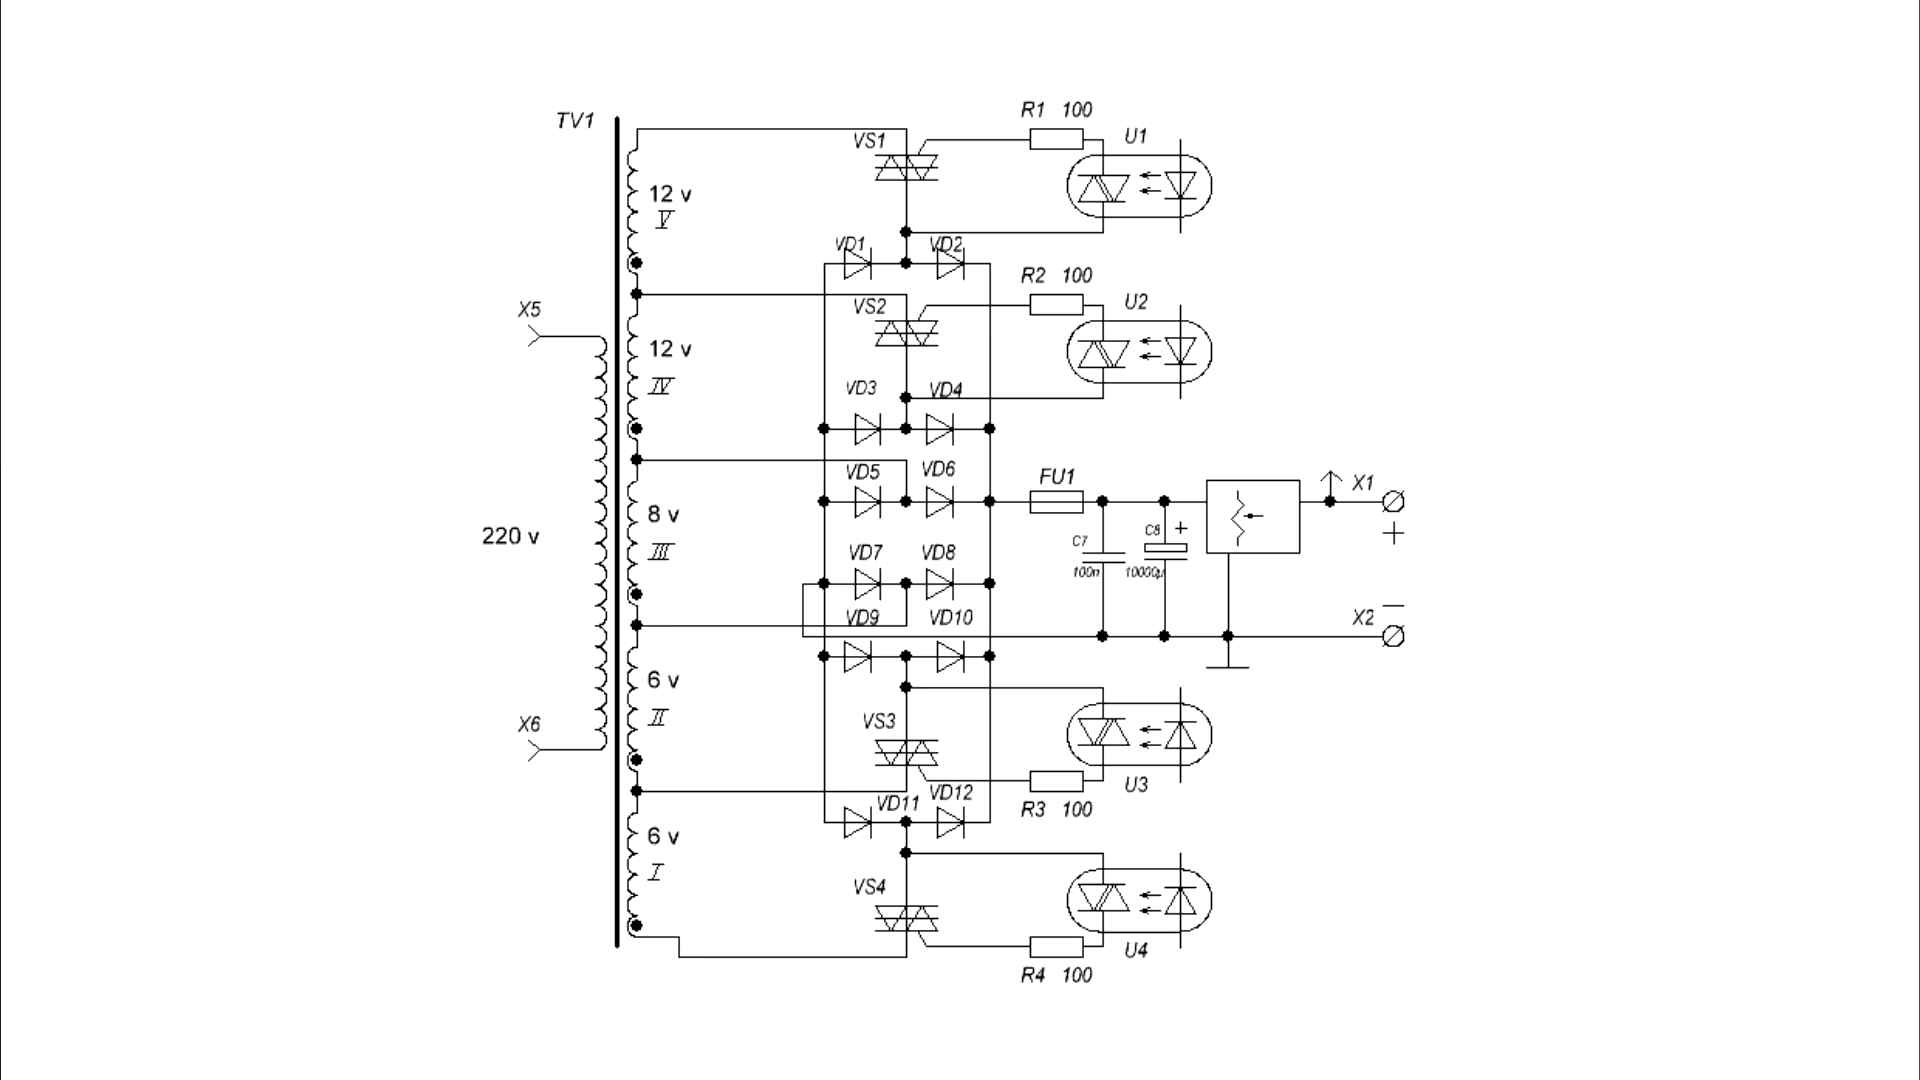 TV1
R1 100
VS1
U1
12 v
V
VD1
VD2
R2 100
X5
VS2
U2
12 v
IV
VD3
VD4
VD5
VD6
FU1
X1
8 v
+
220 v
III
C7
C8
+
VD7
VD8
100n
10000µ
VD9
VD10
X2
−
6 v
II
X6
VS3
U3
VD11
VD12
R3 100
6 v
I
VS4
U4
R4 100